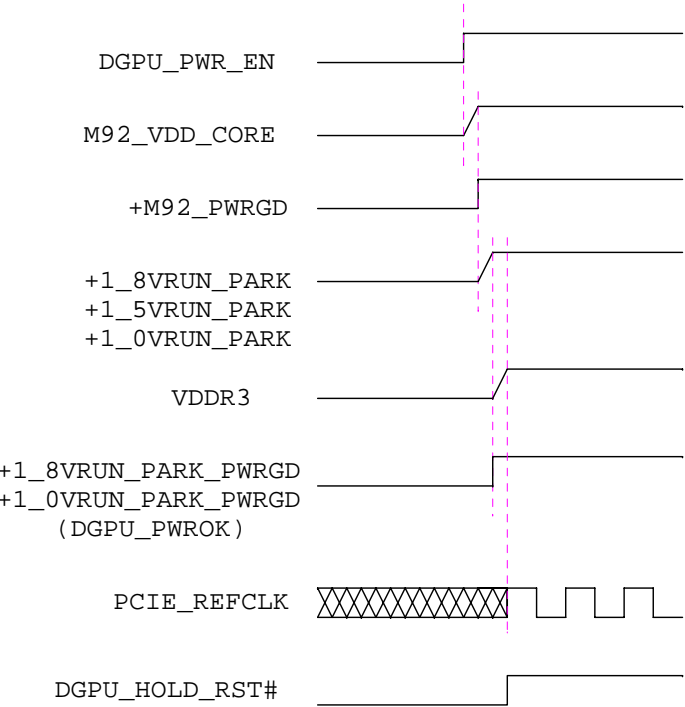 DGPU_PWR_EN
M92_VDD_CORE
+M92_PWRGD
+1_8VRUN_PARK
+1_5VRUN_PARK
+1_0VRUN_PARK
VDDR3
+1_8VRUN_PARK_PWRGD
+1_0VRUN_PARK_PWRGD
(DGPU_PWROK)
PCIE_REFCLK
DGPU_HOLD_RST#